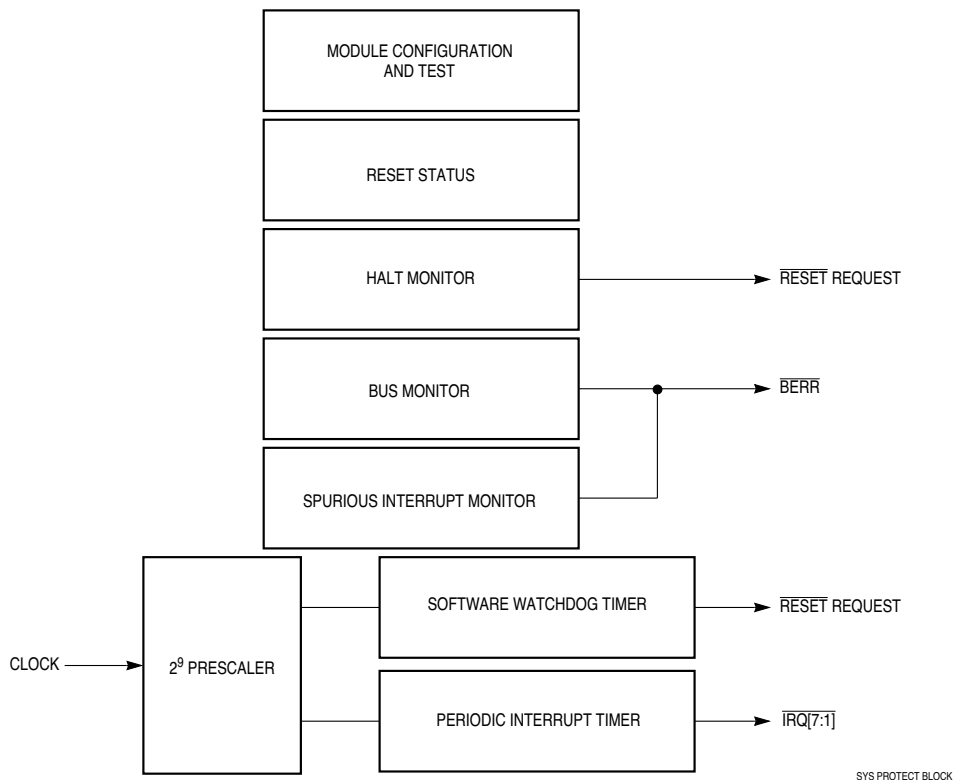 MODULE CONFIGURATION
AND TEST
RESET STATUS
HALT MONITOR
RESET REQUEST
BUS MONITOR
BERR
SPURIOUS INTERRUPT MONITOR
SOFTWARE WATCHDOG TIMER
RESET REQUEST
CLOCK
2⁹ PRESCALER
PERIODIC INTERRUPT TIMER
IRQ[7:1]
SYS PROTECT BLOCK